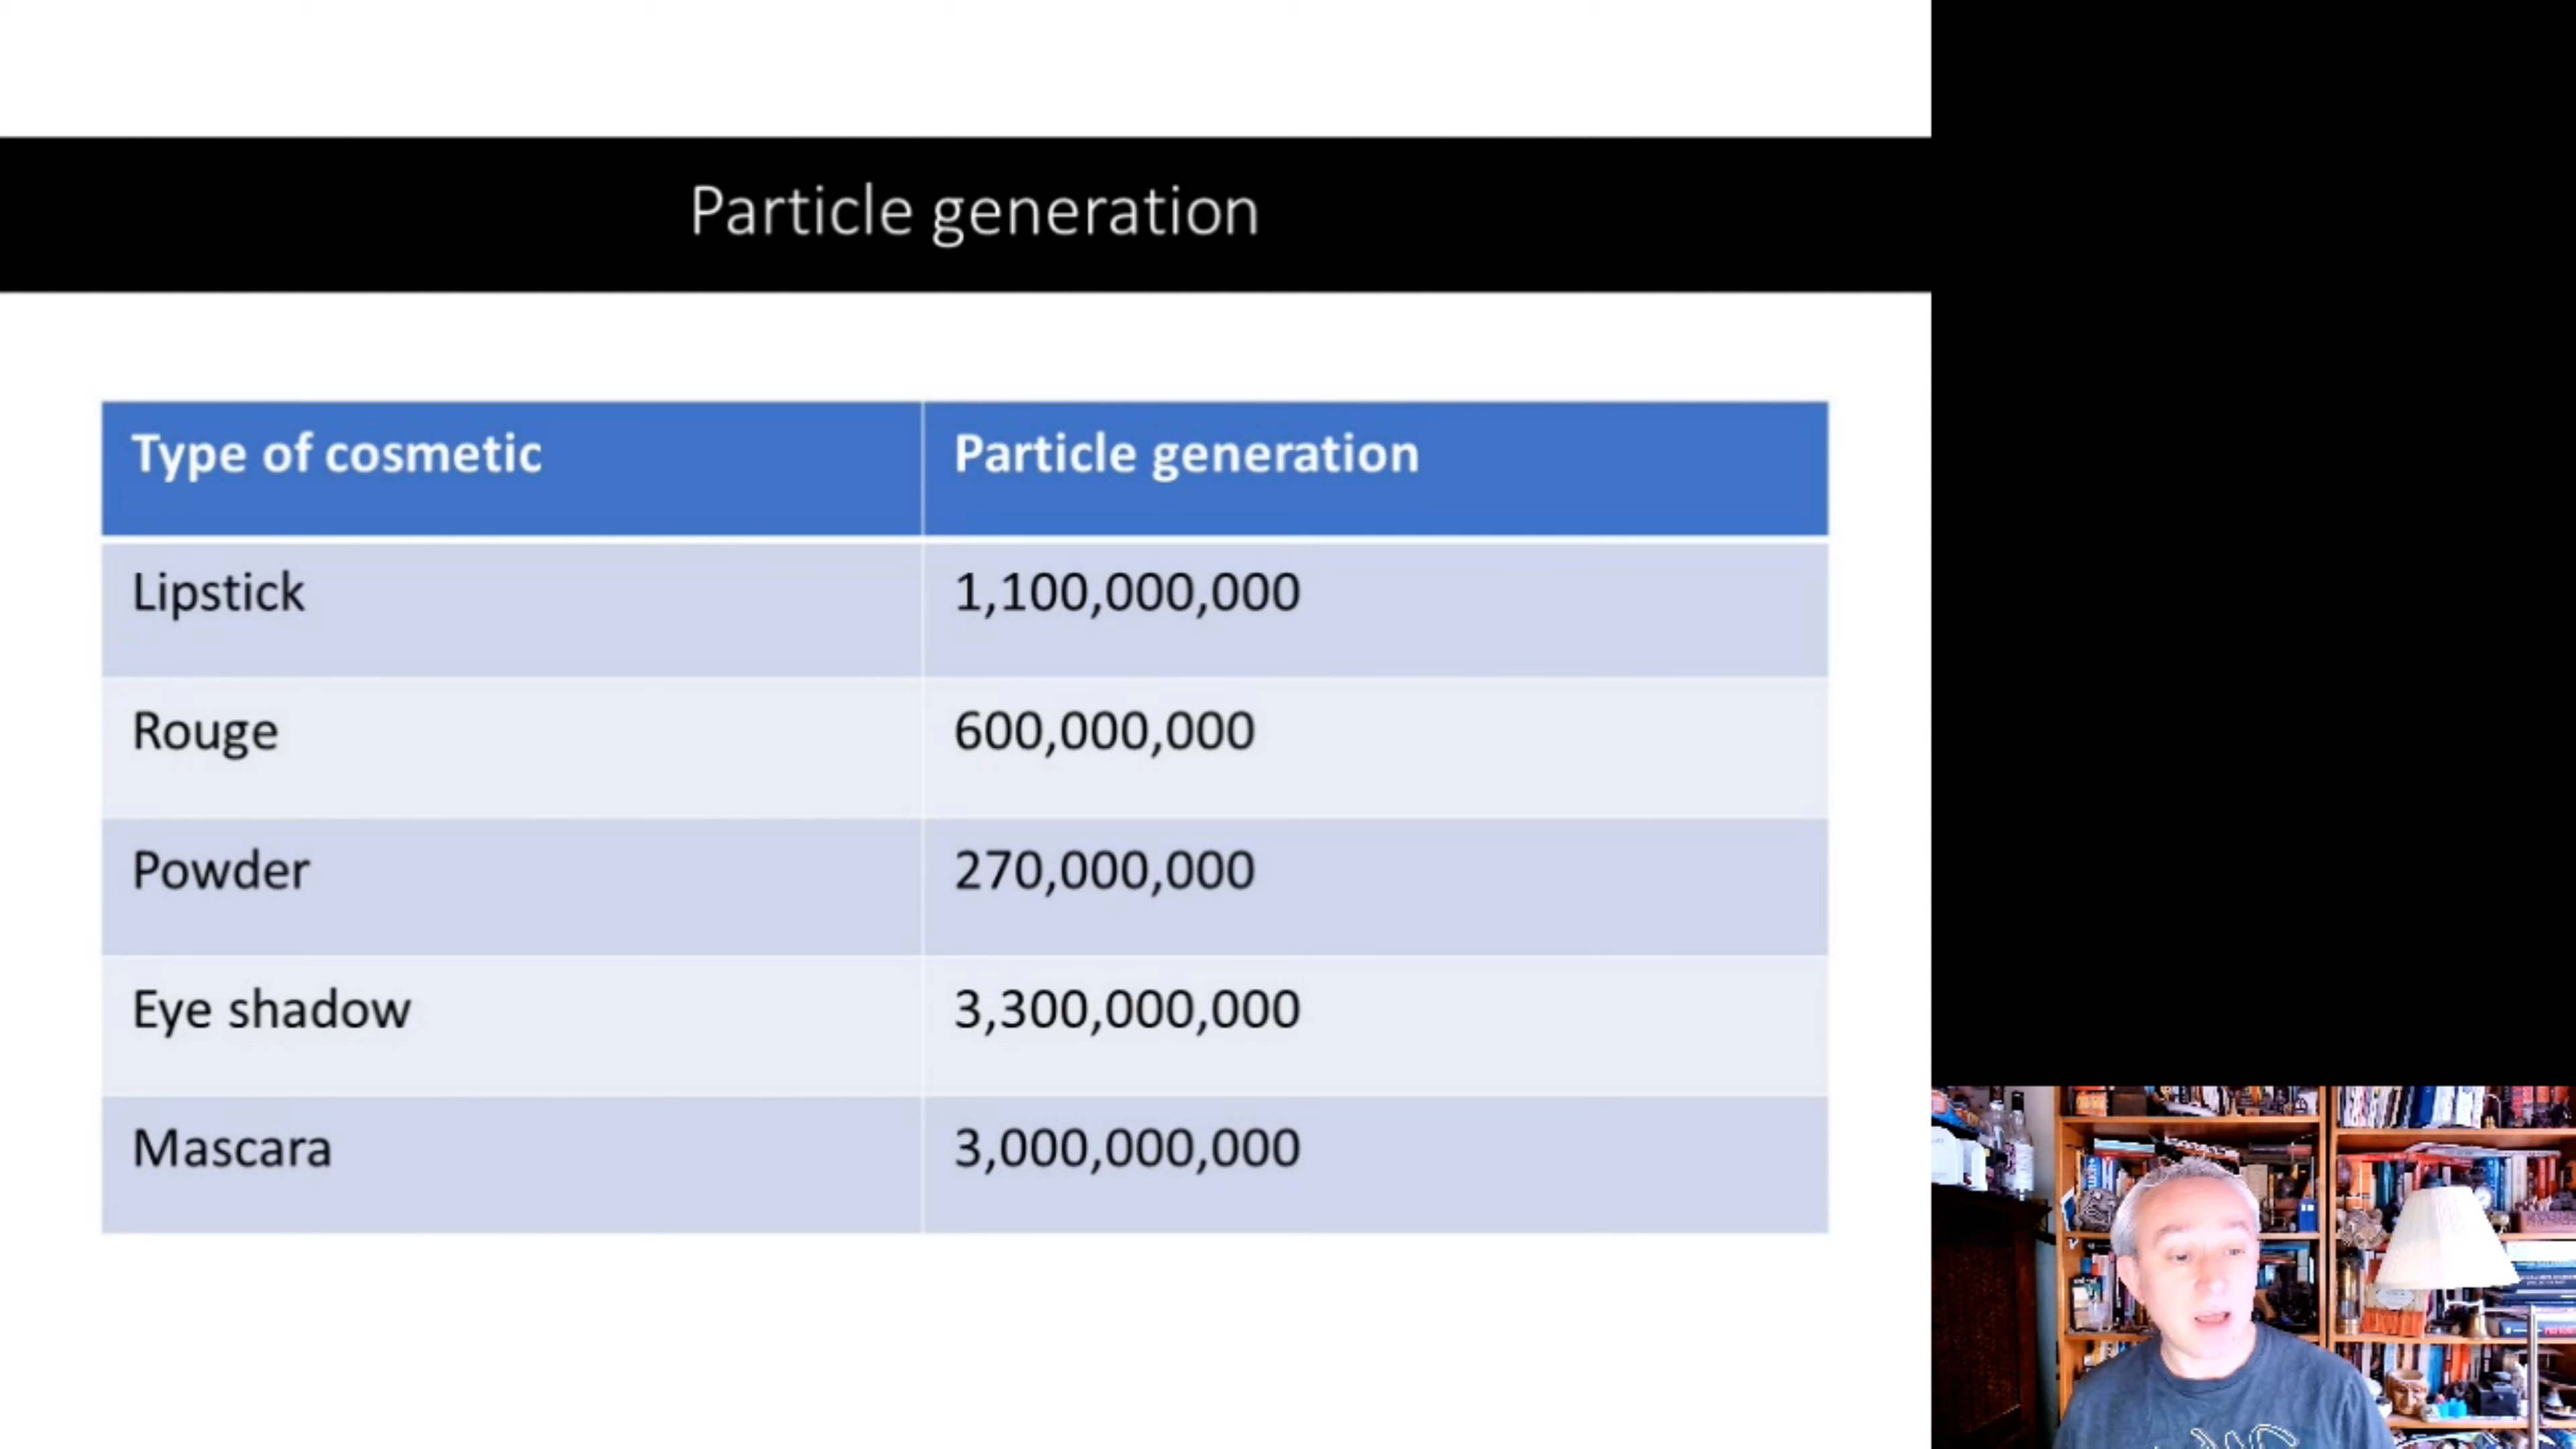 Particle generation
Type of cosmetic Particle generation
Lipstick 1,100,000,000
Rouge 600,000,000
Powder 270,000,000
Eye shadow 3,300,000,000
Mascara 3,000,000,000